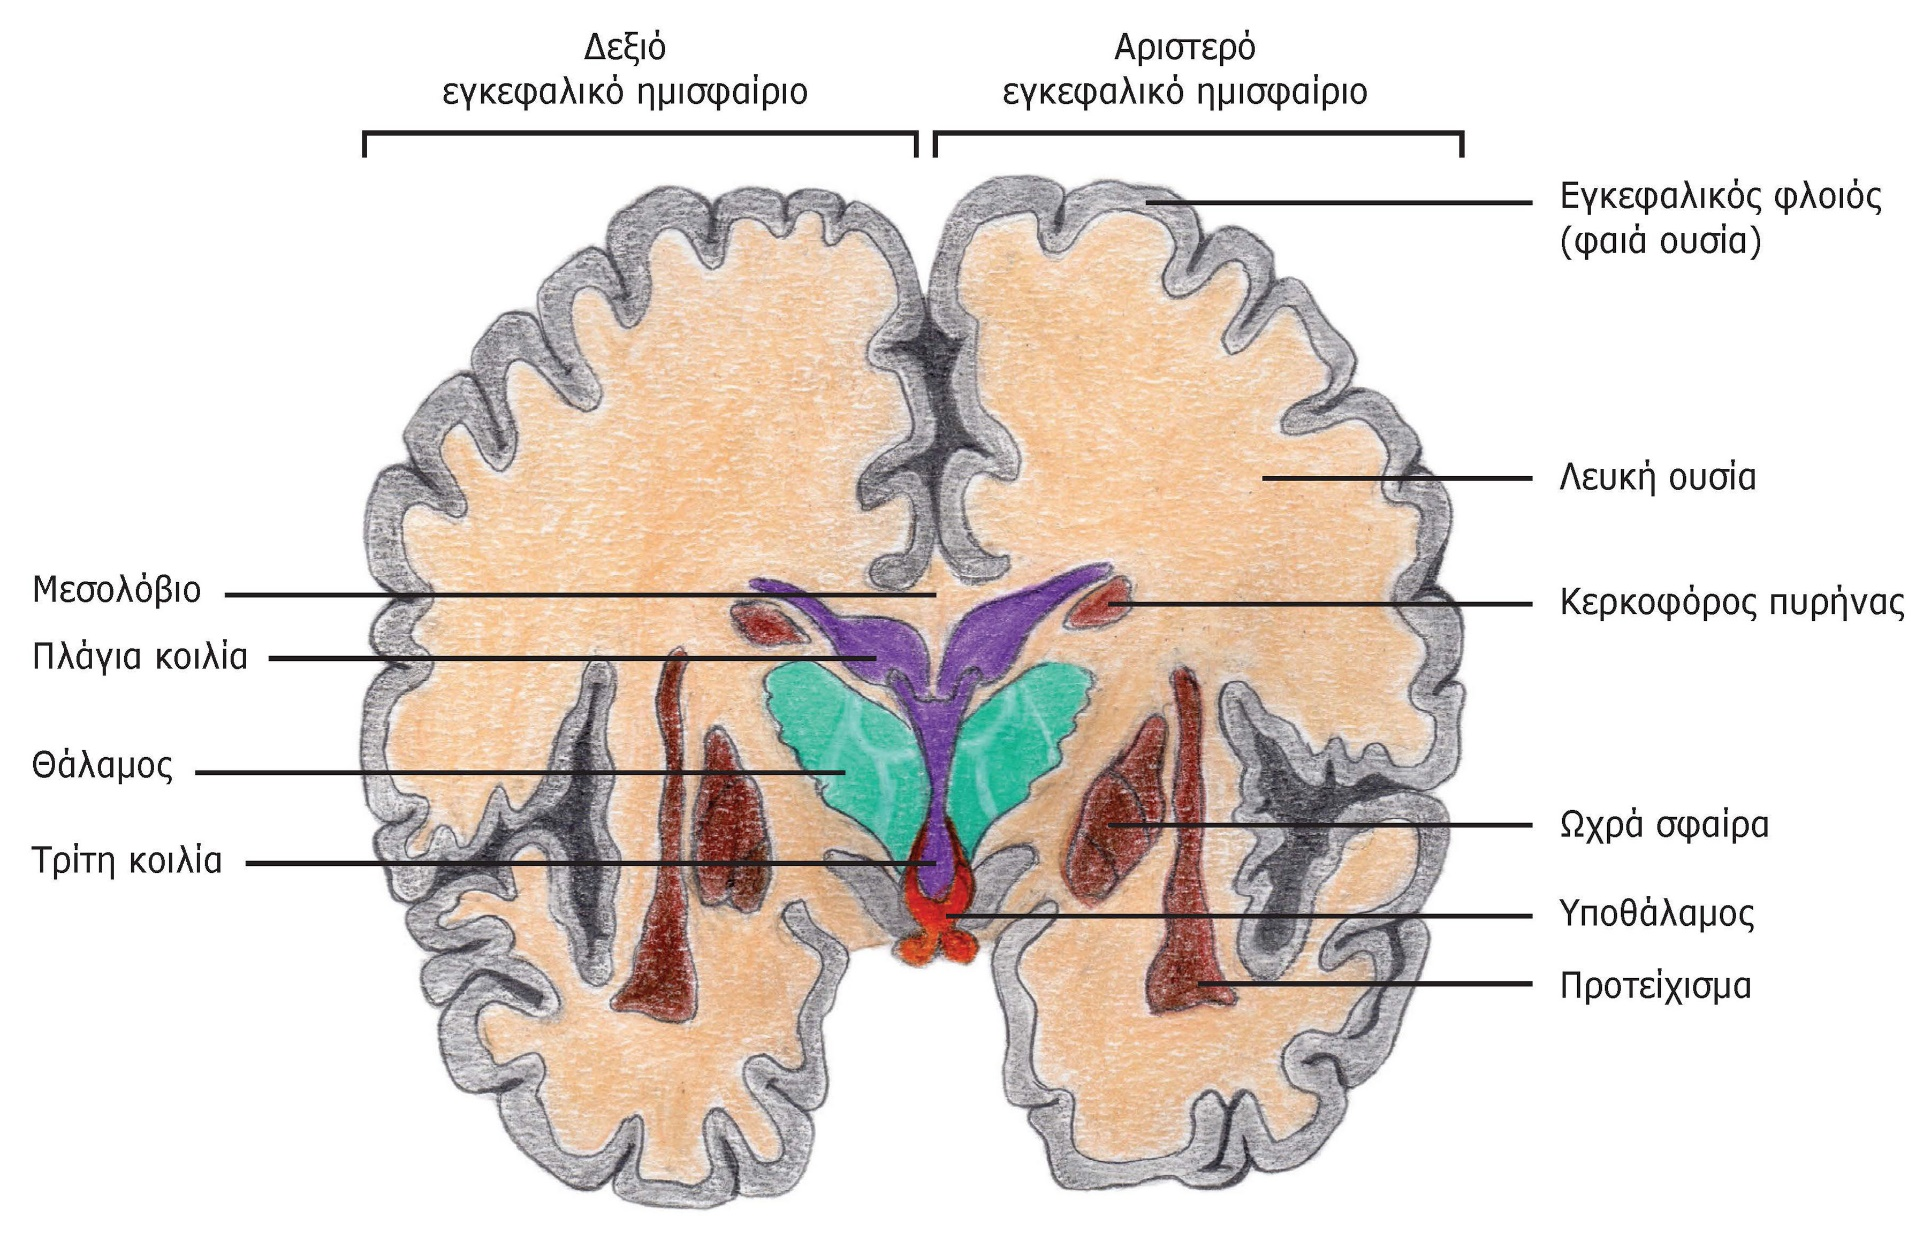 Δεξιό
εγκεφαλικό ημισφαίριο
Αριστερό
εγκεφαλικό ημισφαίριο
Εγκεφαλικός φλοιός
(φαιά ουσία)
Λευκή ουσία
Μεσολόβιο
Κερκοφόρος πυρήνας
Πλάγια κοιλία
Θάλαμος
Ωχρά σφαίρα
Τρίτη κοιλία
Υποθάλαμος
Προτείχισμα